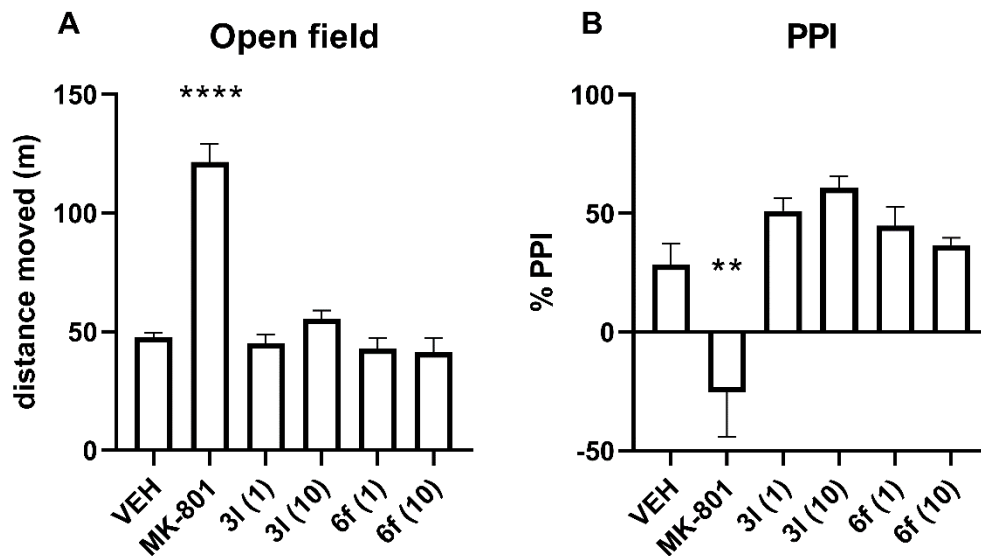 A
Open field
distance moved (m)
150
100
50
0
****
VEH
MK-801
3l (1)
3l (10)
6f (1)
6f (10)
B
PPI
% PPI
100
50
0
-50
**
VEH
MK-801
3l (1)
3l (10)
6f (1)
6f (10)